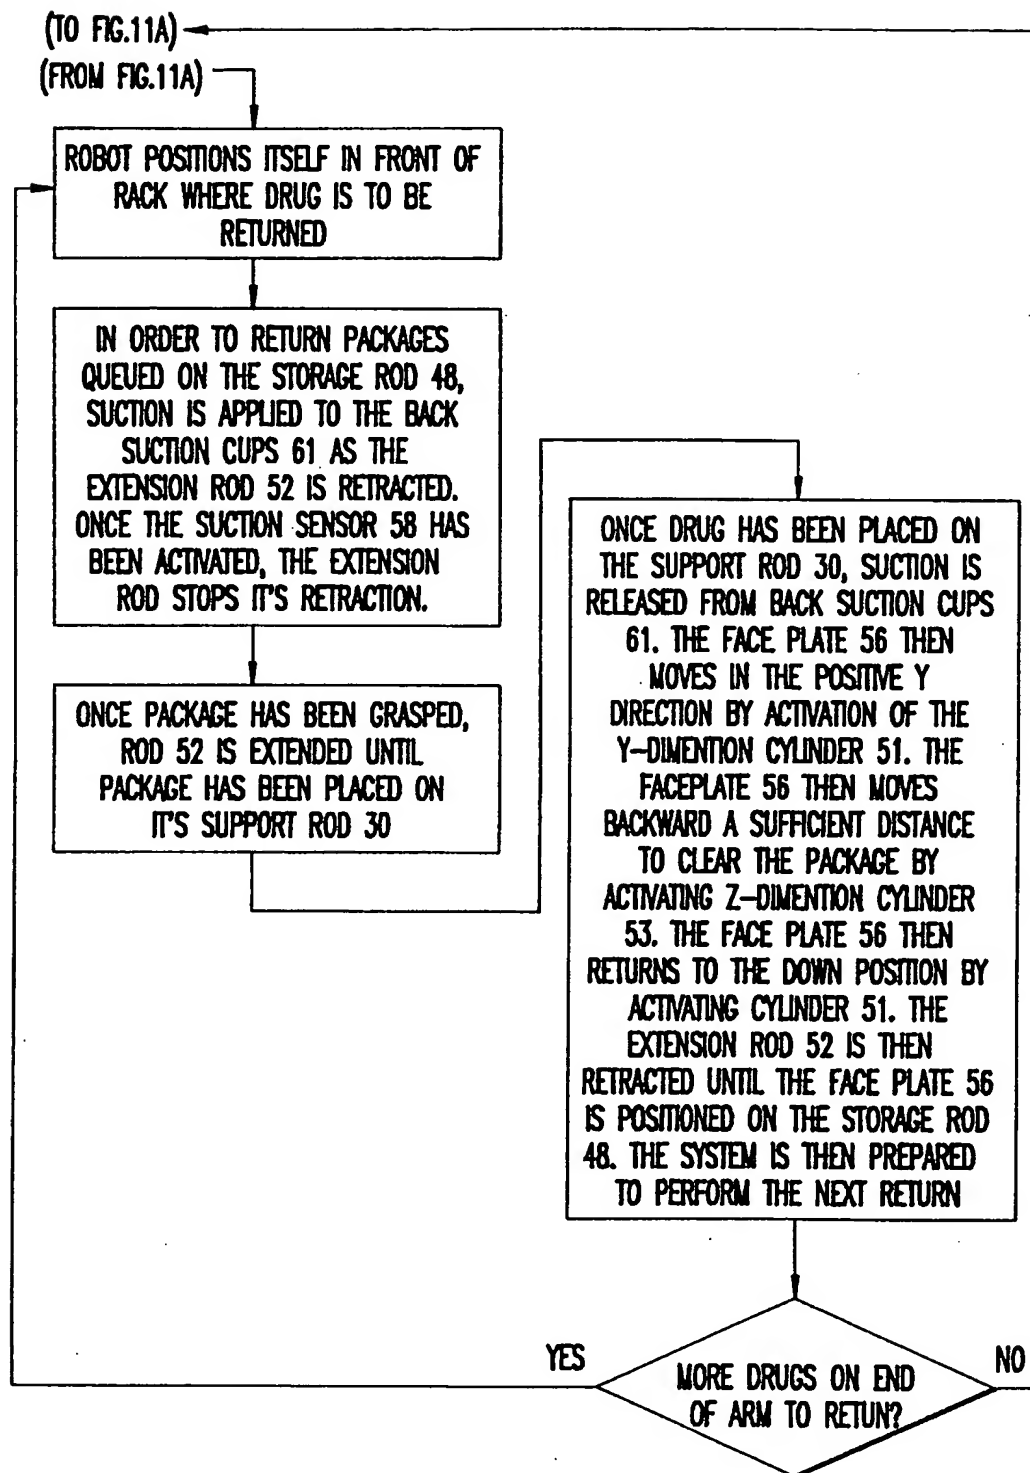 (TO FIG.11A)
(FROM FIG.11A)
ROBOT POSITIONS ITSELF IN FRONT OF
RACK WHERE DRUG IS TO BE
RETURNED
IN ORDER TO RETURN PACKAGES
QUEUED ON THE STORAGE ROD 48,
SUCTION IS APPLIED TO THE BACK
SUCTION CUPS 61 AS THE
EXTENSION ROD 52 IS RETRACTED.
ONCE THE SUCTION SENSOR 58 HAS
BEEN ACTIVATED, THE EXTENSION
ROD STOPS IT'S RETRACTION.
ONCE PACKAGE HAS BEEN GRASPED,
ROD 52 IS EXTENDED UNTIL
PACKAGE HAS BEEN PLACED ON
IT'S SUPPORT ROD 30
ONCE DRUG HAS BEEN PLACED ON
THE SUPPORT ROD 30, SUCTION IS
RELEASED FROM BACK SUCTION CUPS
61. THE FACE PLATE 56 THEN
MOVES IN THE POSITIVE Y
DIRECTION BY ACTIVATION OF THE
Y-DIMENTION CYLINDER 51. THE
FACEPLATE 56 THEN MOVES
BACKWARD A SUFFICIENT DISTANCE
TO CLEAR THE PACKAGE BY
ACTIVATING Z-DIMENTION CYLINDER
53. THE FACE PLATE 56 THEN
RETURNS TO THE DOWN POSITION BY
ACTIVATING CYLINDER 51. THE
EXTENSION ROD 52 IS THEN
RETRACTED UNTIL THE FACE PLATE 56
IS POSITIONED ON THE STORAGE ROD
48. THE SYSTEM IS THEN PREPARED
TO PERFORM THE NEXT RETURN
YES
MORE DRUGS ON END
OF ARM TO RETUN?
NO